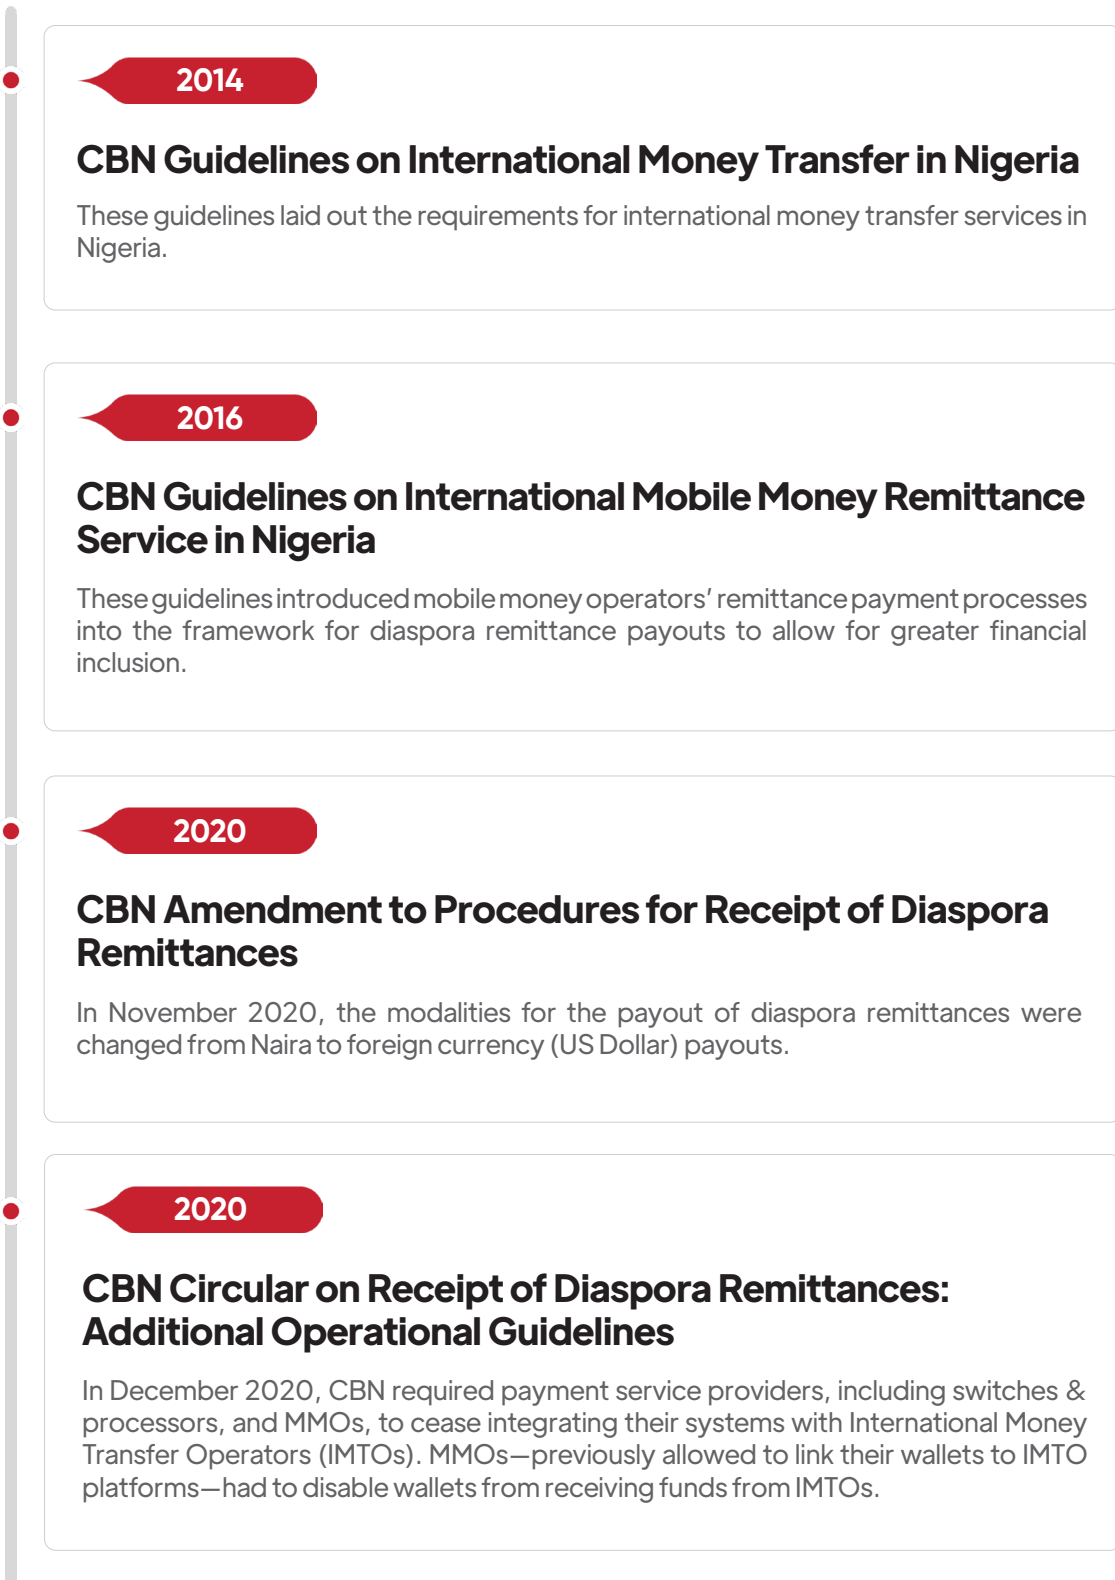 2014
CBN Guidelines on International Money Transfer in Nigeria
These guidelines laid out the requirements for international money transfer services in
Nigeria.
2016
CBN Guidelines on International Mobile Money Remittance
Service in Nigeria
These guidelines introduced mobile money operators’ remittance payment processes
into the framework for diaspora remittance payouts to allow for greater financial
inclusion.
2020
CBN Amendment to Procedures for Receipt of Diaspora
Remittances
In November 2020, the modalities for the payout of diaspora remittances were
changed from Naira to foreign currency (US Dollar) payouts.
2020
CBN Circular on Receipt of Diaspora Remittances:
Additional Operational Guidelines
In December 2020, CBN required payment service providers, including switches &
processors, and MMOs, to cease integrating their systems with International Money
Transfer Operators (IMTOs). MMOs—previously allowed to link their wallets to IMTO
platforms—had to disable wallets from receiving funds from IMTOs.